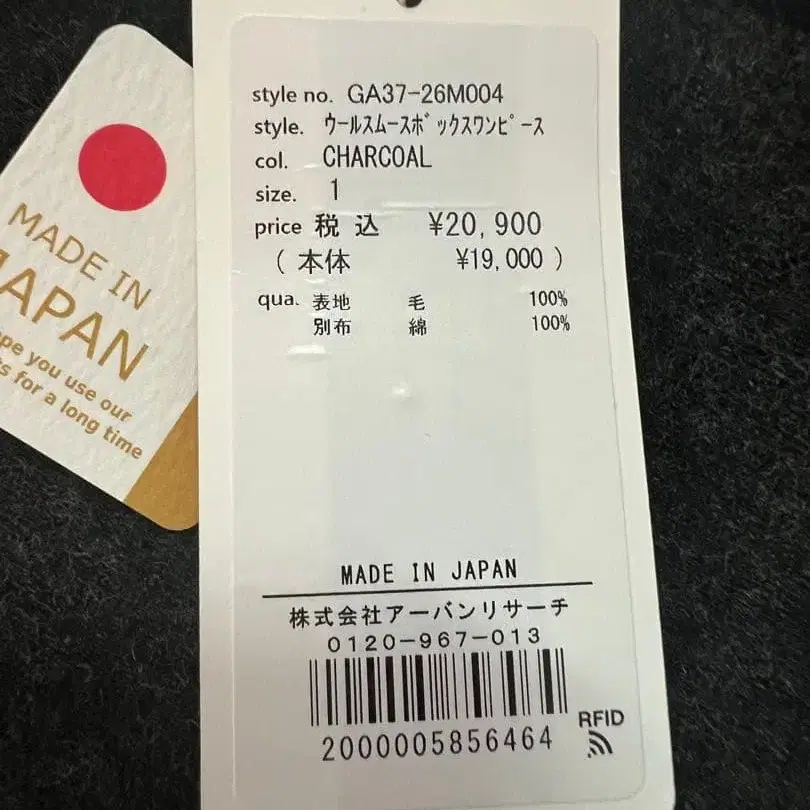 MADE IN
JAPAN
you use our
for a long time
style no. GA37-26M004
style. ウールスムースボックスワンピース
col. CHARCOAL
size. 1
price 税込 ¥20,900
( 本体 ¥19,000 )
qua. 表地 毛 100%
別布 綿 100%
MADE IN JAPAN
株式会社アーバンリサーチ
0120-967-013
RFID
2000005856464